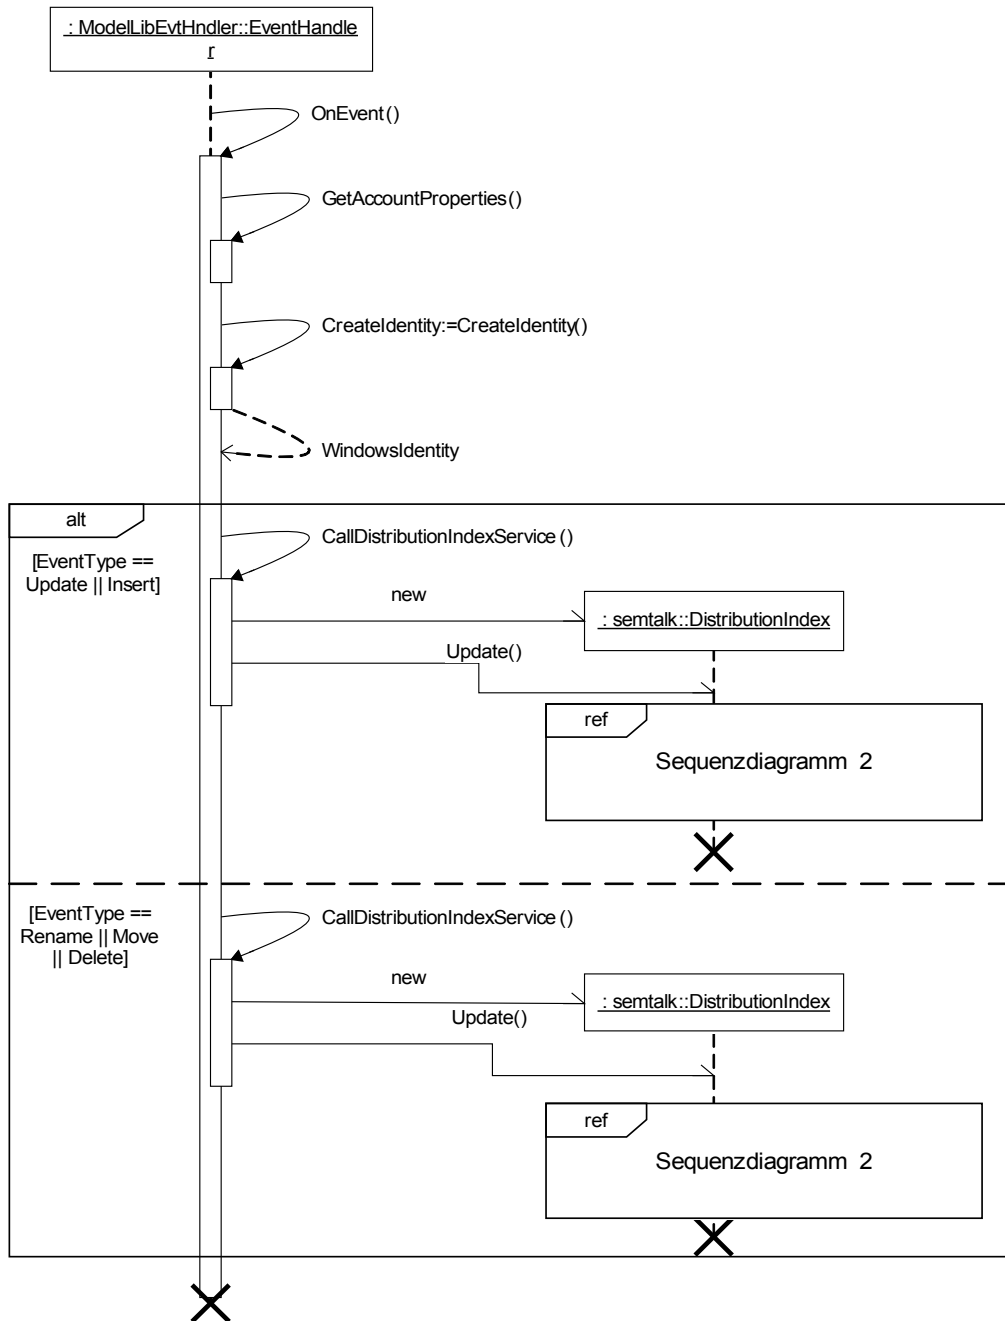 : ModelLibEvtHndler::EventHandle
r
OnEvent()
GetAccountProperties()
CreateIdentity:=CreateIdentity()
WindowsIdentity
alt
[EventType ==
Update || Insert]
CallDistributionIndexService()
new
: semtalk::DistributionIndex
Update()
ref
Sequenzdiagramm 2
[EventType ==
Rename || Move
|| Delete]
CallDistributionIndexService()
new
: semtalk::DistributionIndex
Update()
ref
Sequenzdiagramm 2